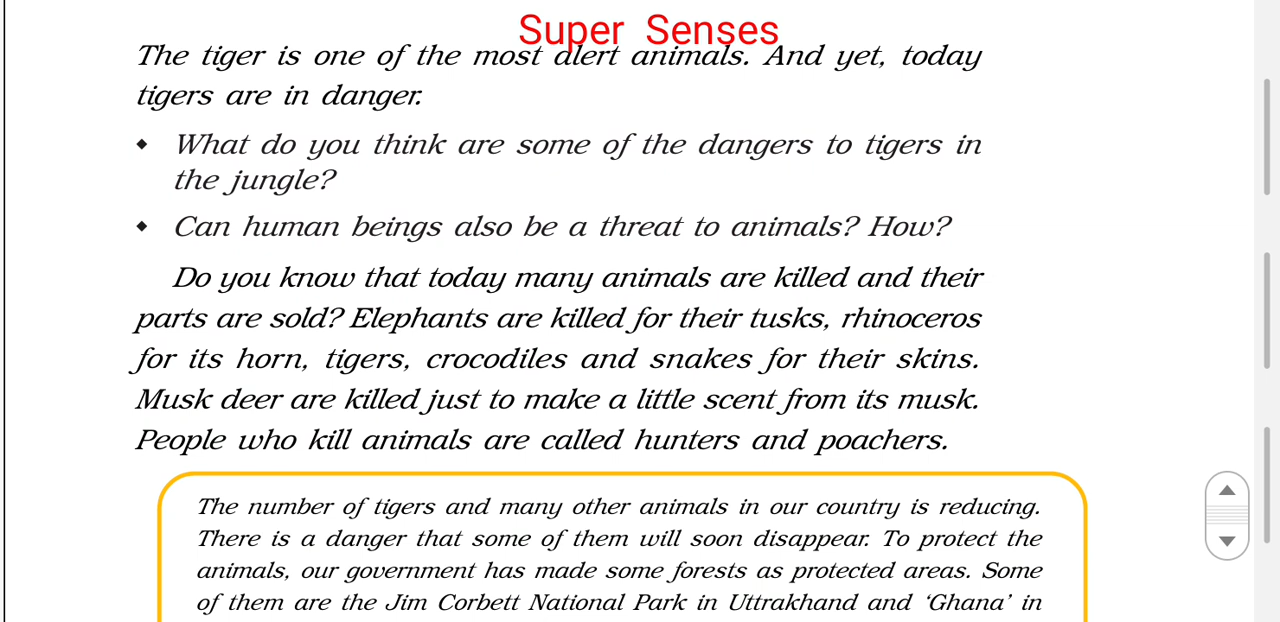 Super Senses
The tiger is one of the most alert animals. And yet, today
tigers are in danger.
◆ What do you think are some of the dangers to tigers in
the jungle?
◆ Can human beings also be a threat to animals? How?
Do you know that today many animals are killed and their
parts are sold? Elephants are killed for their tusks, rhinoceros
for its horn, tigers, crocodiles and snakes for their skins.
Musk deer are killed just to make a little scent from its musk.
People who kill animals are called hunters and poachers.
The number of tigers and many other animals in our country is reducing.
There is a danger that some of them will soon disappear. To protect the
animals, our government has made some forests as protected areas. Some
of them are the Jim Corbett National Park in Uttrakhand and ‘Ghana’ in